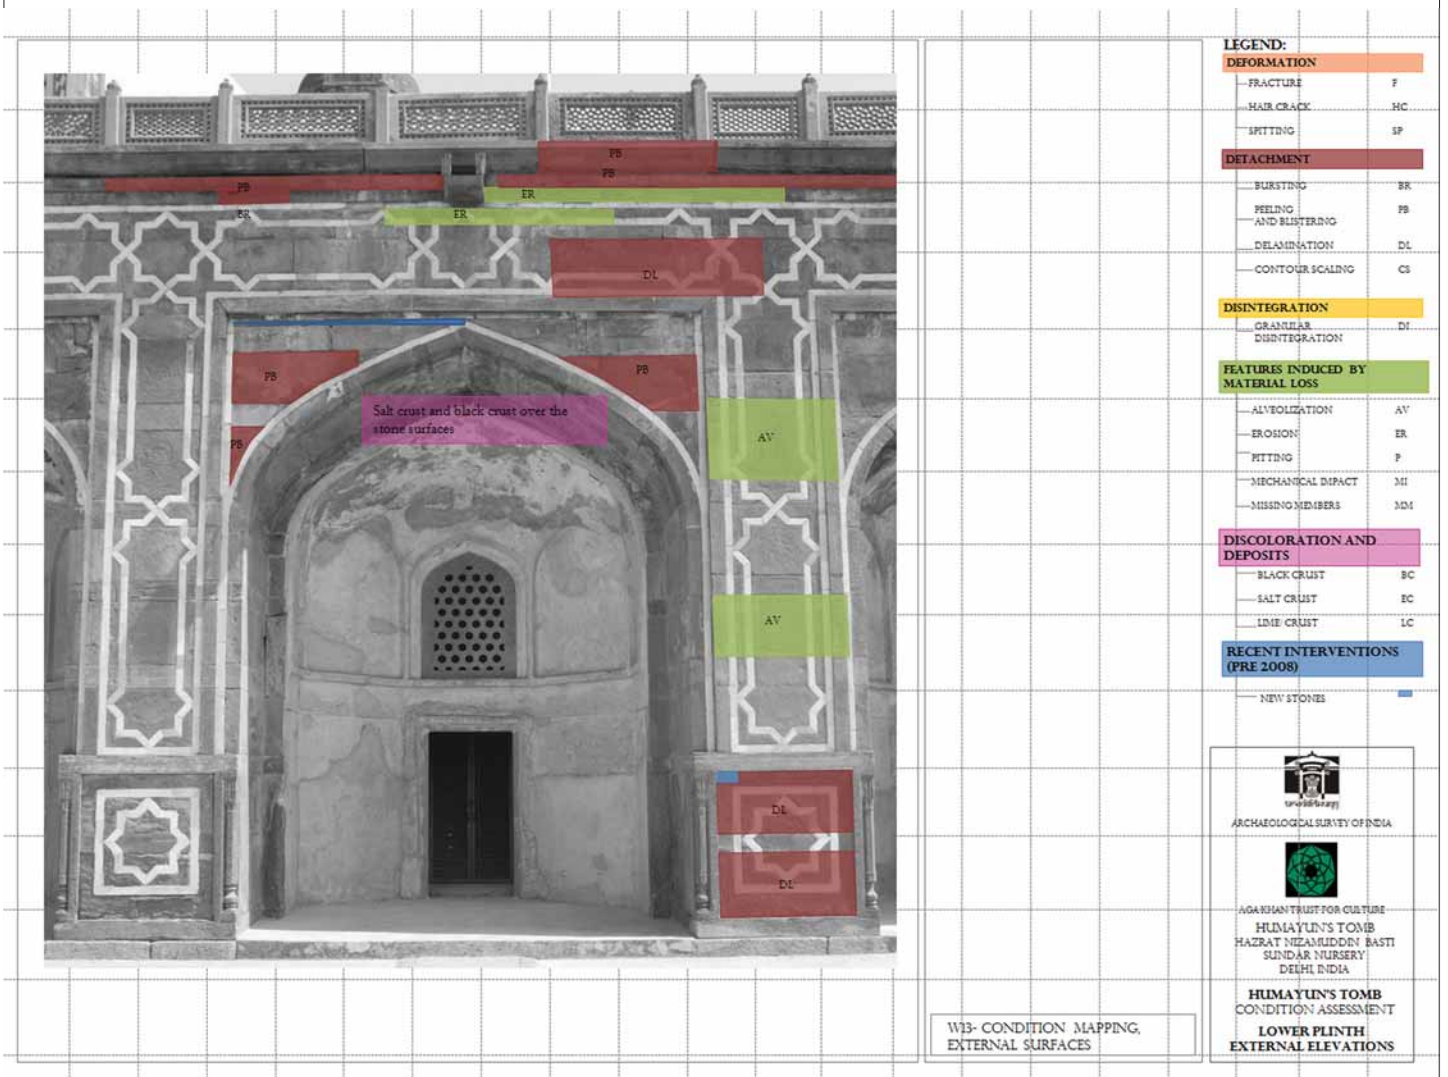 PB
PB
PB
ER
BR
ER
DL
PB
PB
Salt crust and black crust over the
stone surfaces
PB
AV
AV
DL
DL
W13- CONDITION MAPPING,
EXTERNAL SURFACES
LEGEND:
DEFORMATION
FRACTURE F
HAIR CRACK HC
SPITTING SP
DETACHMENT
BURSTING BR
PEELING PB
AND BLISTERING
DELAMINATION DL
CONTOUR SCALING CS
DISINTEGRATION
GRANULAR DI
DISINTEGRATION
FEATURES INDUCED BY
MATERIAL LOSS
ALVEOLIZATION AV
EROSION ER
PITTING P
MECHANICAL IMPACT MI
MISSING MEMBERS MM
DISCOLORATION AND
DEPOSITS
BLACK CRUST BC
SALT CRUST EC
LIME CRUST LC
RECENT INTERVENTIONS
(PRE 2008)
NEW STONES
ARCHAEOLOGICAL SURVEY OF INDIA
AGA KHAN TRUST FOR CULTURE
HUMAYUN'S TOMB
HAZRAT NIZAMUDDIN BASTI
SUNDAR NURSERY
DELHI, INDIA
HUMAYUN'S TOMB
CONDITION ASSESSMENT
LOWER PLINTH
EXTERNAL ELEVATIONS